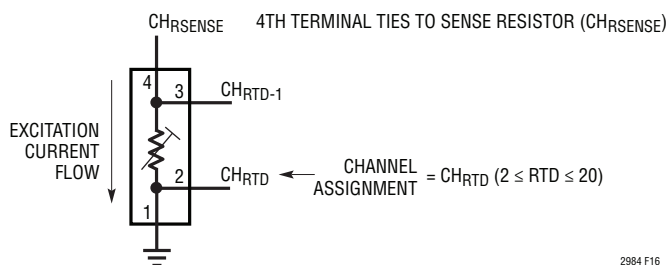 CHRSENSE 4TH TERMINAL TIES TO SENSE RESISTOR (CHRSENSE)
4
3 CHRTD-1
EXCITATION
CURRENT
FLOW
2 CHRTD
CHANNEL
ASSIGNMENT = CHRTD (2 ≤ RTD ≤ 20)
1
2984 F16